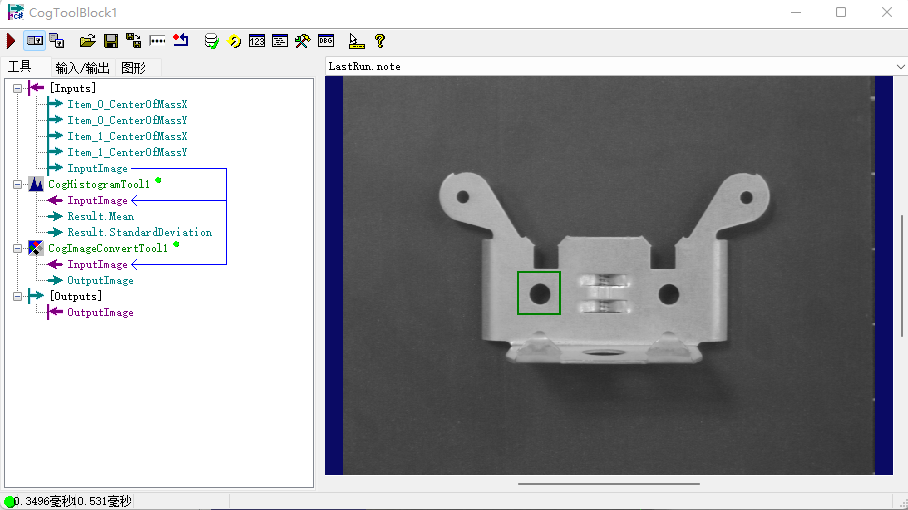 CogToolBlock1
123
DBG
?
工具 输入/输出 图形
LastRun.note
[Inputs]
Item_0_CenterOfMassX
Item_0_CenterOfMassY
Item_1_CenterOfMassX
Item_1_CenterOfMassY
InputImage
CogHistogramTool1
InputImage
Result.Mean
Result.StandardDeviation
CogImageConvertTool1
InputImage
OutputImage
[Outputs]
OutputImage
0.3496毫秒10.531毫秒